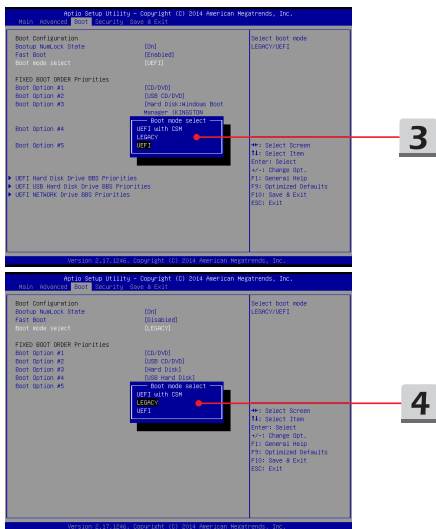 Aptio Setup Utility - Copyright (C) 2014 American Megatrends, Inc.
Main Advanced Boot Security Save & Exit
Boot Configuration
Bootup NumLock State [On]
Fast Boot [Enabled]
Boot mode select [UEFI]
FIXED BOOT ORDER Priorities
Boot Option #1 [CD/DVD]
Boot Option #2 [USB CD/DVD]
Boot Option #3 [Hard Disk:Windows Boot
Manager (KINGSTON
Boot Option #4
Boot Option #5
Boot mode select
UEFI with CSM
LEGACY
UEFI
UEFI Hard Disk Drive BBS Priorities
UEFI USB Hard Disk Drive BBS Priorities
UEFI NETWORK Drive BBS Priorities
Select boot mode
LEGACY/UEFI
→←: Select Screen
↑↓: Select Item
Enter: Select
+/-: Change Opt.
F1: General Help
F9: Optimized Defaults
F10: Save & Exit
ESC: Exit
Version 2.17.1246. Copyright (C) 2014 American Megatrends, Inc.
3
Aptio Setup Utility - Copyright (C) 2014 American Megatrends, Inc.
Main Advanced Boot Security Save & Exit
Boot Configuration
Bootup NumLock State [On]
Fast Boot [Disabled]
Boot mode select [LEGACY]
FIXED BOOT ORDER Priorities
Boot Option #1 [CD/DVD]
Boot Option #2 [USB CD/DVD]
Boot Option #3 [Hard Disk]
Boot Option #4 [USB Hard Disk]
Boot Option #5
Boot mode select
UEFI with CSM
LEGACY
UEFI
Select boot mode
LEGACY/UEFI
→←: Select Screen
↑↓: Select Item
Enter: Select
+/-: Change Opt.
F1: General Help
F9: Optimized Defaults
F10: Save & Exit
ESC: Exit
Version 2.17.1246. Copyright (C) 2014 American Megatrends, Inc.
4